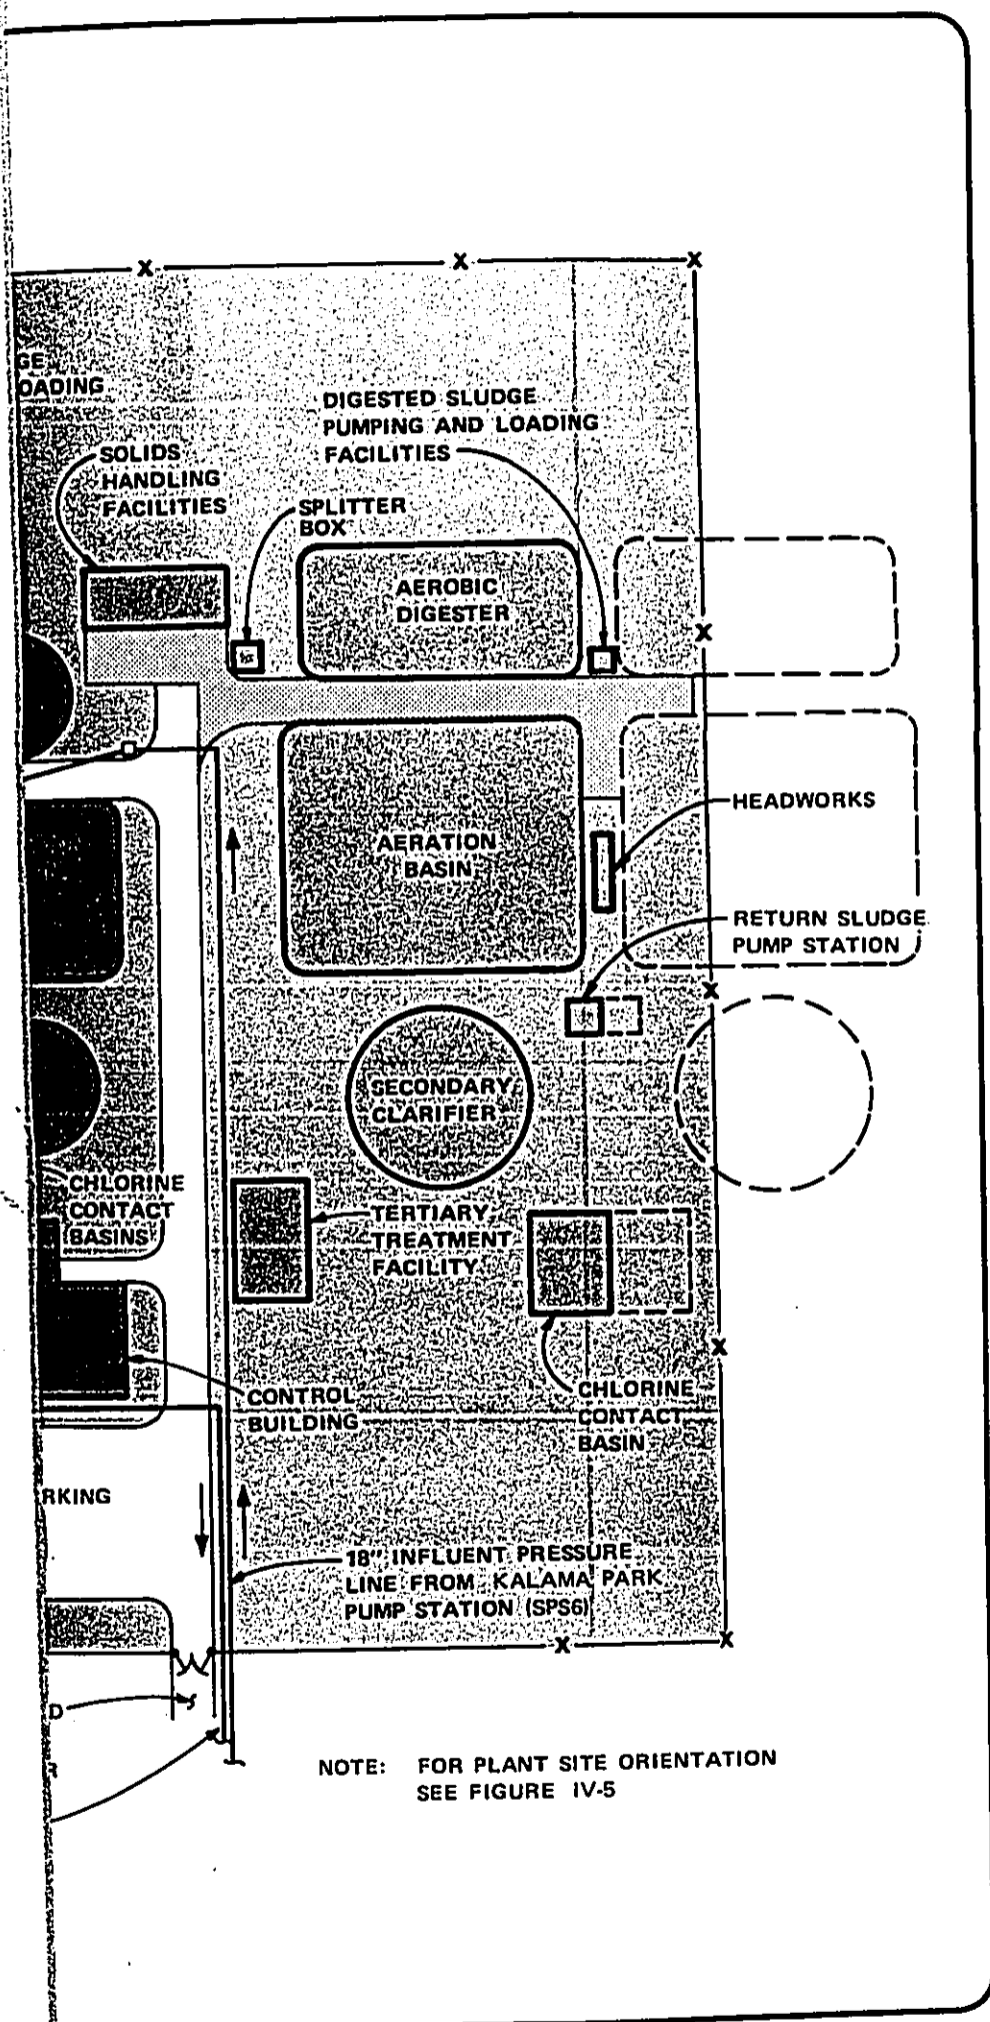 GE
OADING
DIGESTED SLUDGE
PUMPING AND LOADING
FACILITIES
SOLIDS
HANDLING
FACILITIES
SPLITTER
BOX
AEROBIC
DIGESTER
HEADWORKS
AERATION
BASIN
RETURN SLUDGE
PUMP STATION
SECONDARY
CLARIFIER
CHLORINE
CONTACT
BASINS
TERTIARY
TREATMENT
FACILITY
CONTROL
BUILDING
CHLORINE
CONTACT
BASIN
RKING
18" INFLUENT PRESSURE
LINE FROM KALAMA PARK
PUMP STATION (SPS6)
D
R
NOTE: FOR PLANT SITE ORIENTATION
SEE FIGURE IV-5